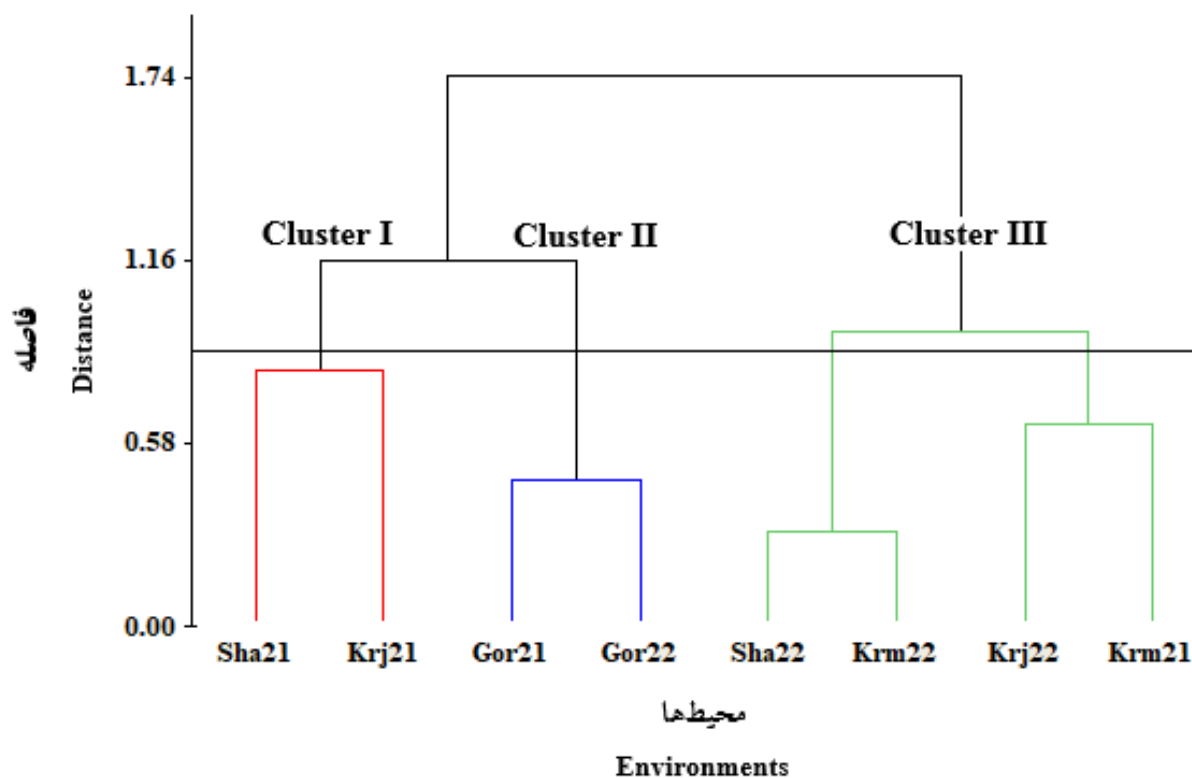 1.74
Cluster I
Cluster II
Cluster III
1.16
فاصله
Distance
0.58
0.00
Sha21 Krj21 Gor21 Gor22 Sha22 Krm22 Krj22 Krm21
محیط‌ها
Environments